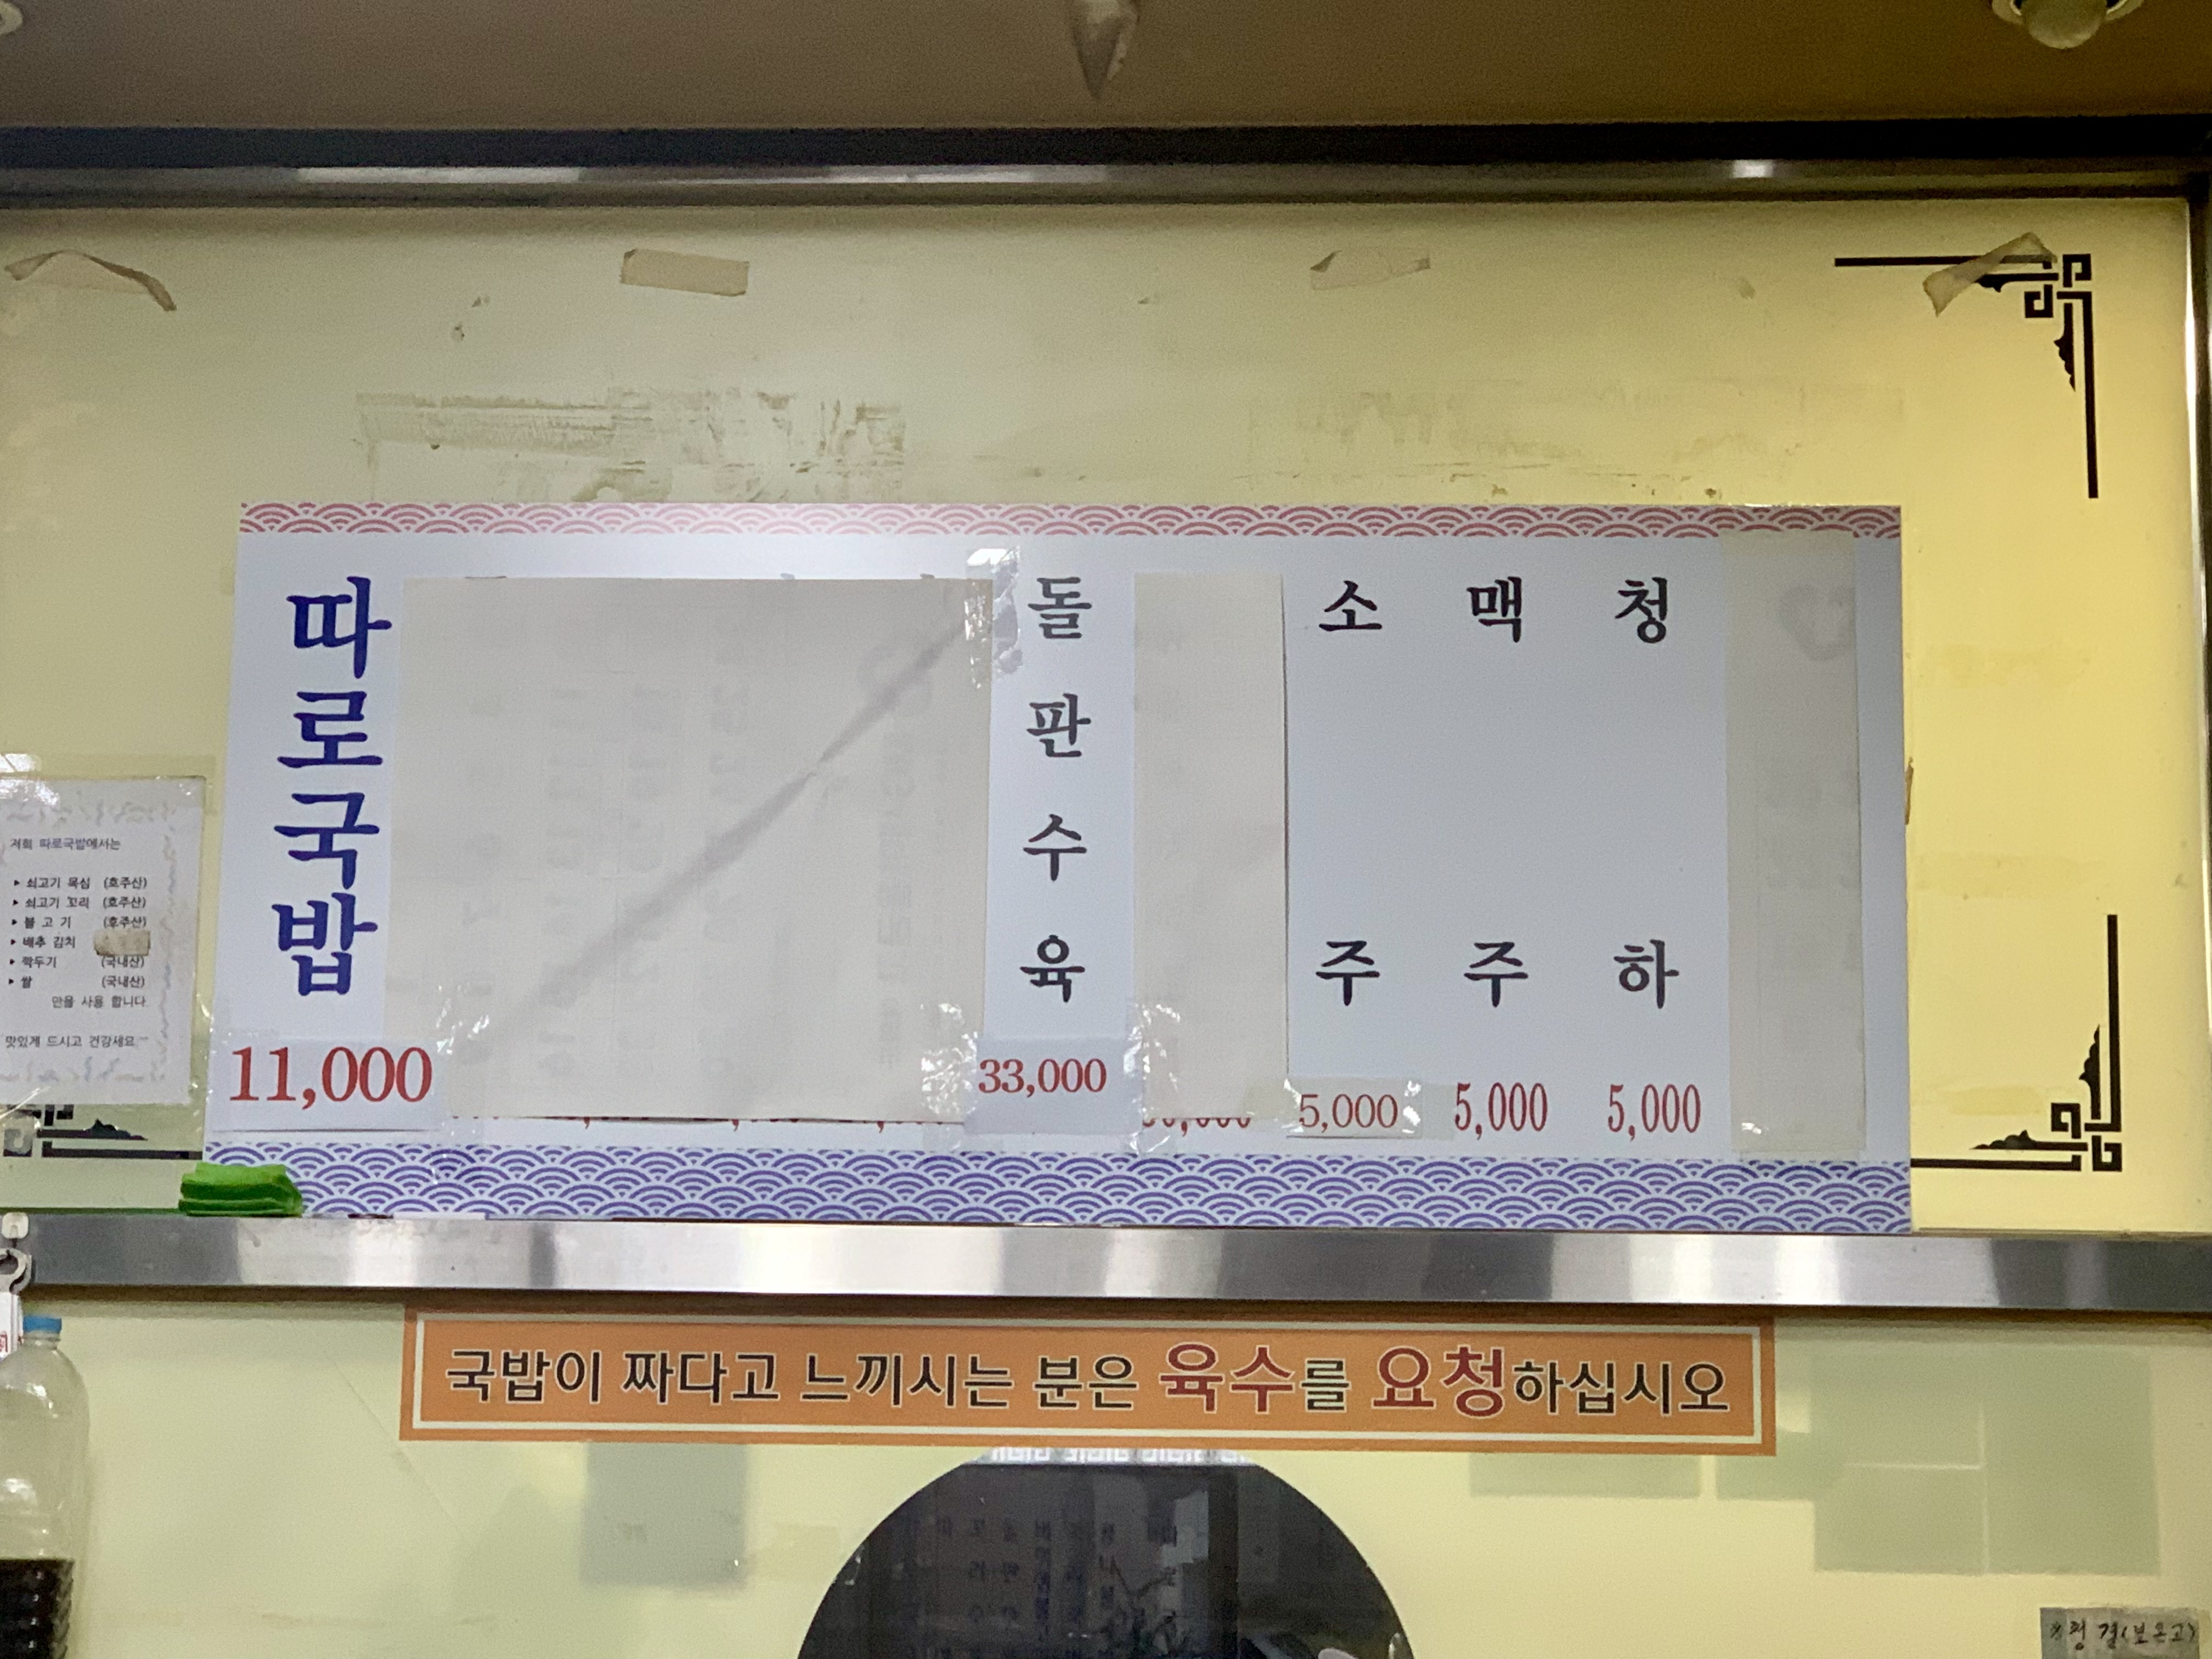 따로국밥
11,000
돌판수육
33,000
소주
5,000
맥주
5,000
청하
5,000
저희 따로국밥에서는
▸ 쇠고기 목심 (호주산)
▸ 쇠고기 꼬리 (호주산)
▸ 불 고 기 (호주산)
▸ 배추 김치
▸ 깍두기 (국내산)
▸ 쌀 (국내산)
만을 사용 합니다.
맛있게 드시고 건강세요~
국밥이 짜다고 느끼시는 분은 육수를 요청하십시오